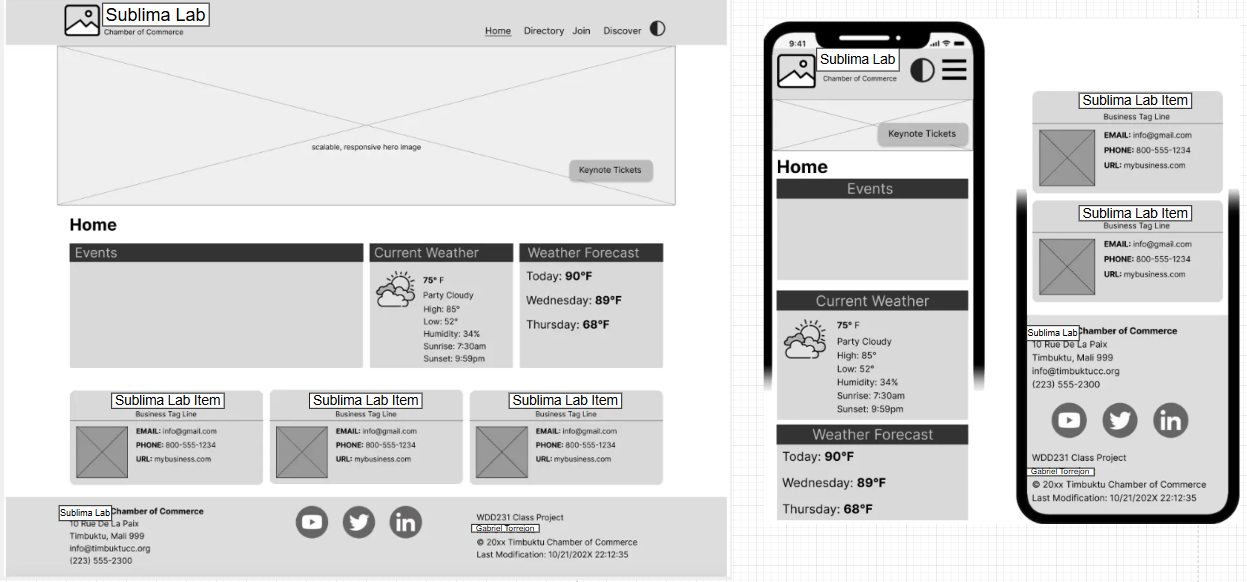 Sublima Lab
Chamber of Commerce
Home Directory Join Discover
scalable, responsive hero image
Keynote Tickets
Home
Events
Current Weather
75° F
Party Cloudy
High: 85°
Low: 52°
Humidity: 34%
Sunrise: 7:30am
Sunset: 9:59pm
Weather Forecast
Today: 90°F
Wednesday: 89°F
Thursday: 68°F
Sublima Lab Item
Business Tag Line
EMAIL: info@gmail.com
PHONE: 800-555-1234
URL: mybusiness.com
Sublima Lab Item
Business Tag Line
EMAIL: info@gmail.com
PHONE: 800-555-1234
URL: mybusiness.com
Sublima Lab Item
Business Tag Line
EMAIL: info@gmail.com
PHONE: 800-555-1234
URL: mybusiness.com
Sublima Lab Chamber of Commerce
10 Rue De La Paix
Timbuktu, Mali 999
info@timbuktucc.org
(223) 555-2300
in
WDD231 Class Project
Gabriel Torrejon
© 20xx Timbuktu Chamber of Commerce
Last Modification: 10/21/202X 22:12:35
9:41
Sublima Lab
Chamber of Commerce
Keynote Tickets
Home
Events
Current Weather
75° F
Party Cloudy
High: 85°
Low: 52°
Humidity: 34%
Sunrise: 7:30am
Sunset: 9:59pm
Weather Forecast
Today: 90°F
Wednesday: 89°F
Thursday: 68°F
Sublima Lab Item
Business Tag Line
EMAIL: info@gmail.com
PHONE: 800-555-1234
URL: mybusiness.com
Sublima Lab Item
Business Tag Line
EMAIL: info@gmail.com
PHONE: 800-555-1234
URL: mybusiness.com
Sublima Lab Chamber of Commerce
10 Rue De La Paix
Timbuktu, Mali 999
info@timbuktucc.org
(223) 555-2300
in
WDD231 Class Project
Gabriel Torrejon
© 20xx Timbuktu Chamber of Commerce
Last Modification: 10/21/202X 22:12:35